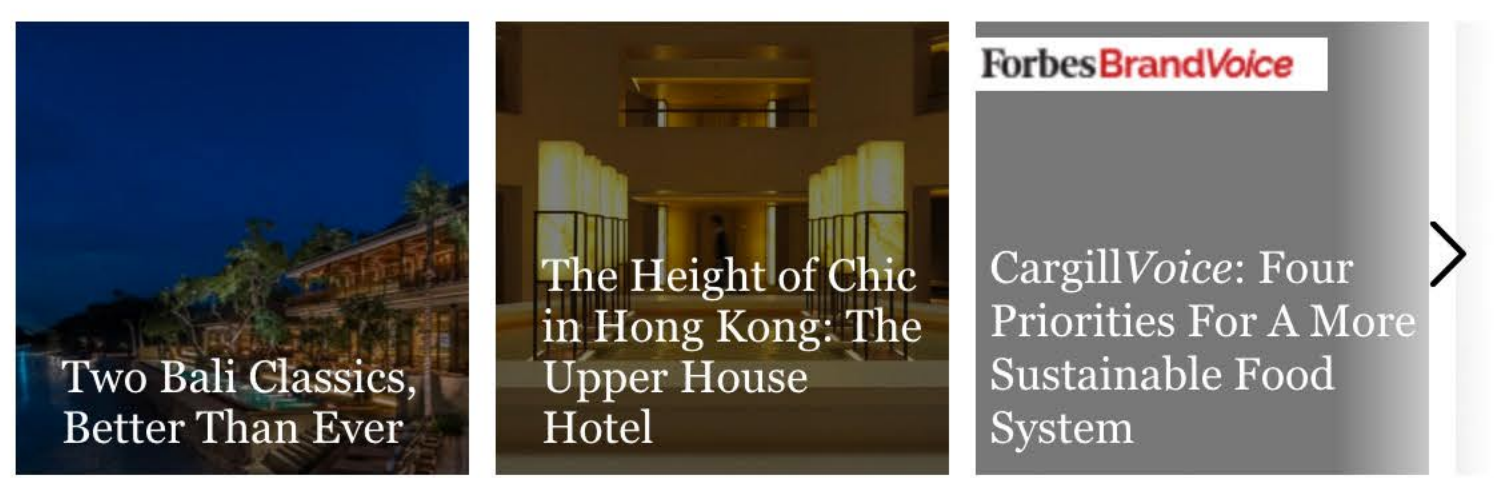 Two Bali Classics,
Better Than Ever
The Height of Chic
in Hong Kong: The
Upper House
Hotel
ForbesBrandVoice
CargillVoice: Four
Priorities For A More
Sustainable Food
System